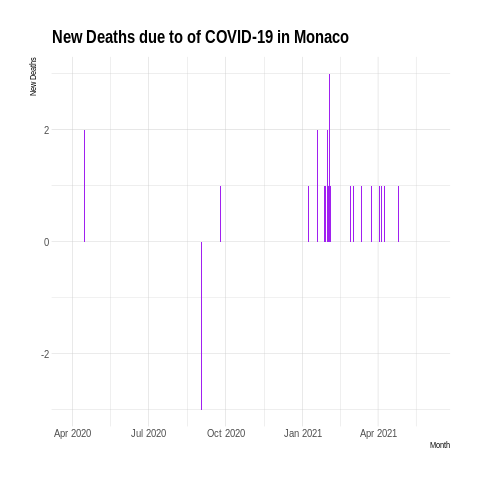 New Deaths due to of COVID-19 in Monaco
New Deaths
2
0
-2
Apr 2020 Jul 2020 Oct 2020 Jan 2021 Apr 2021
Month